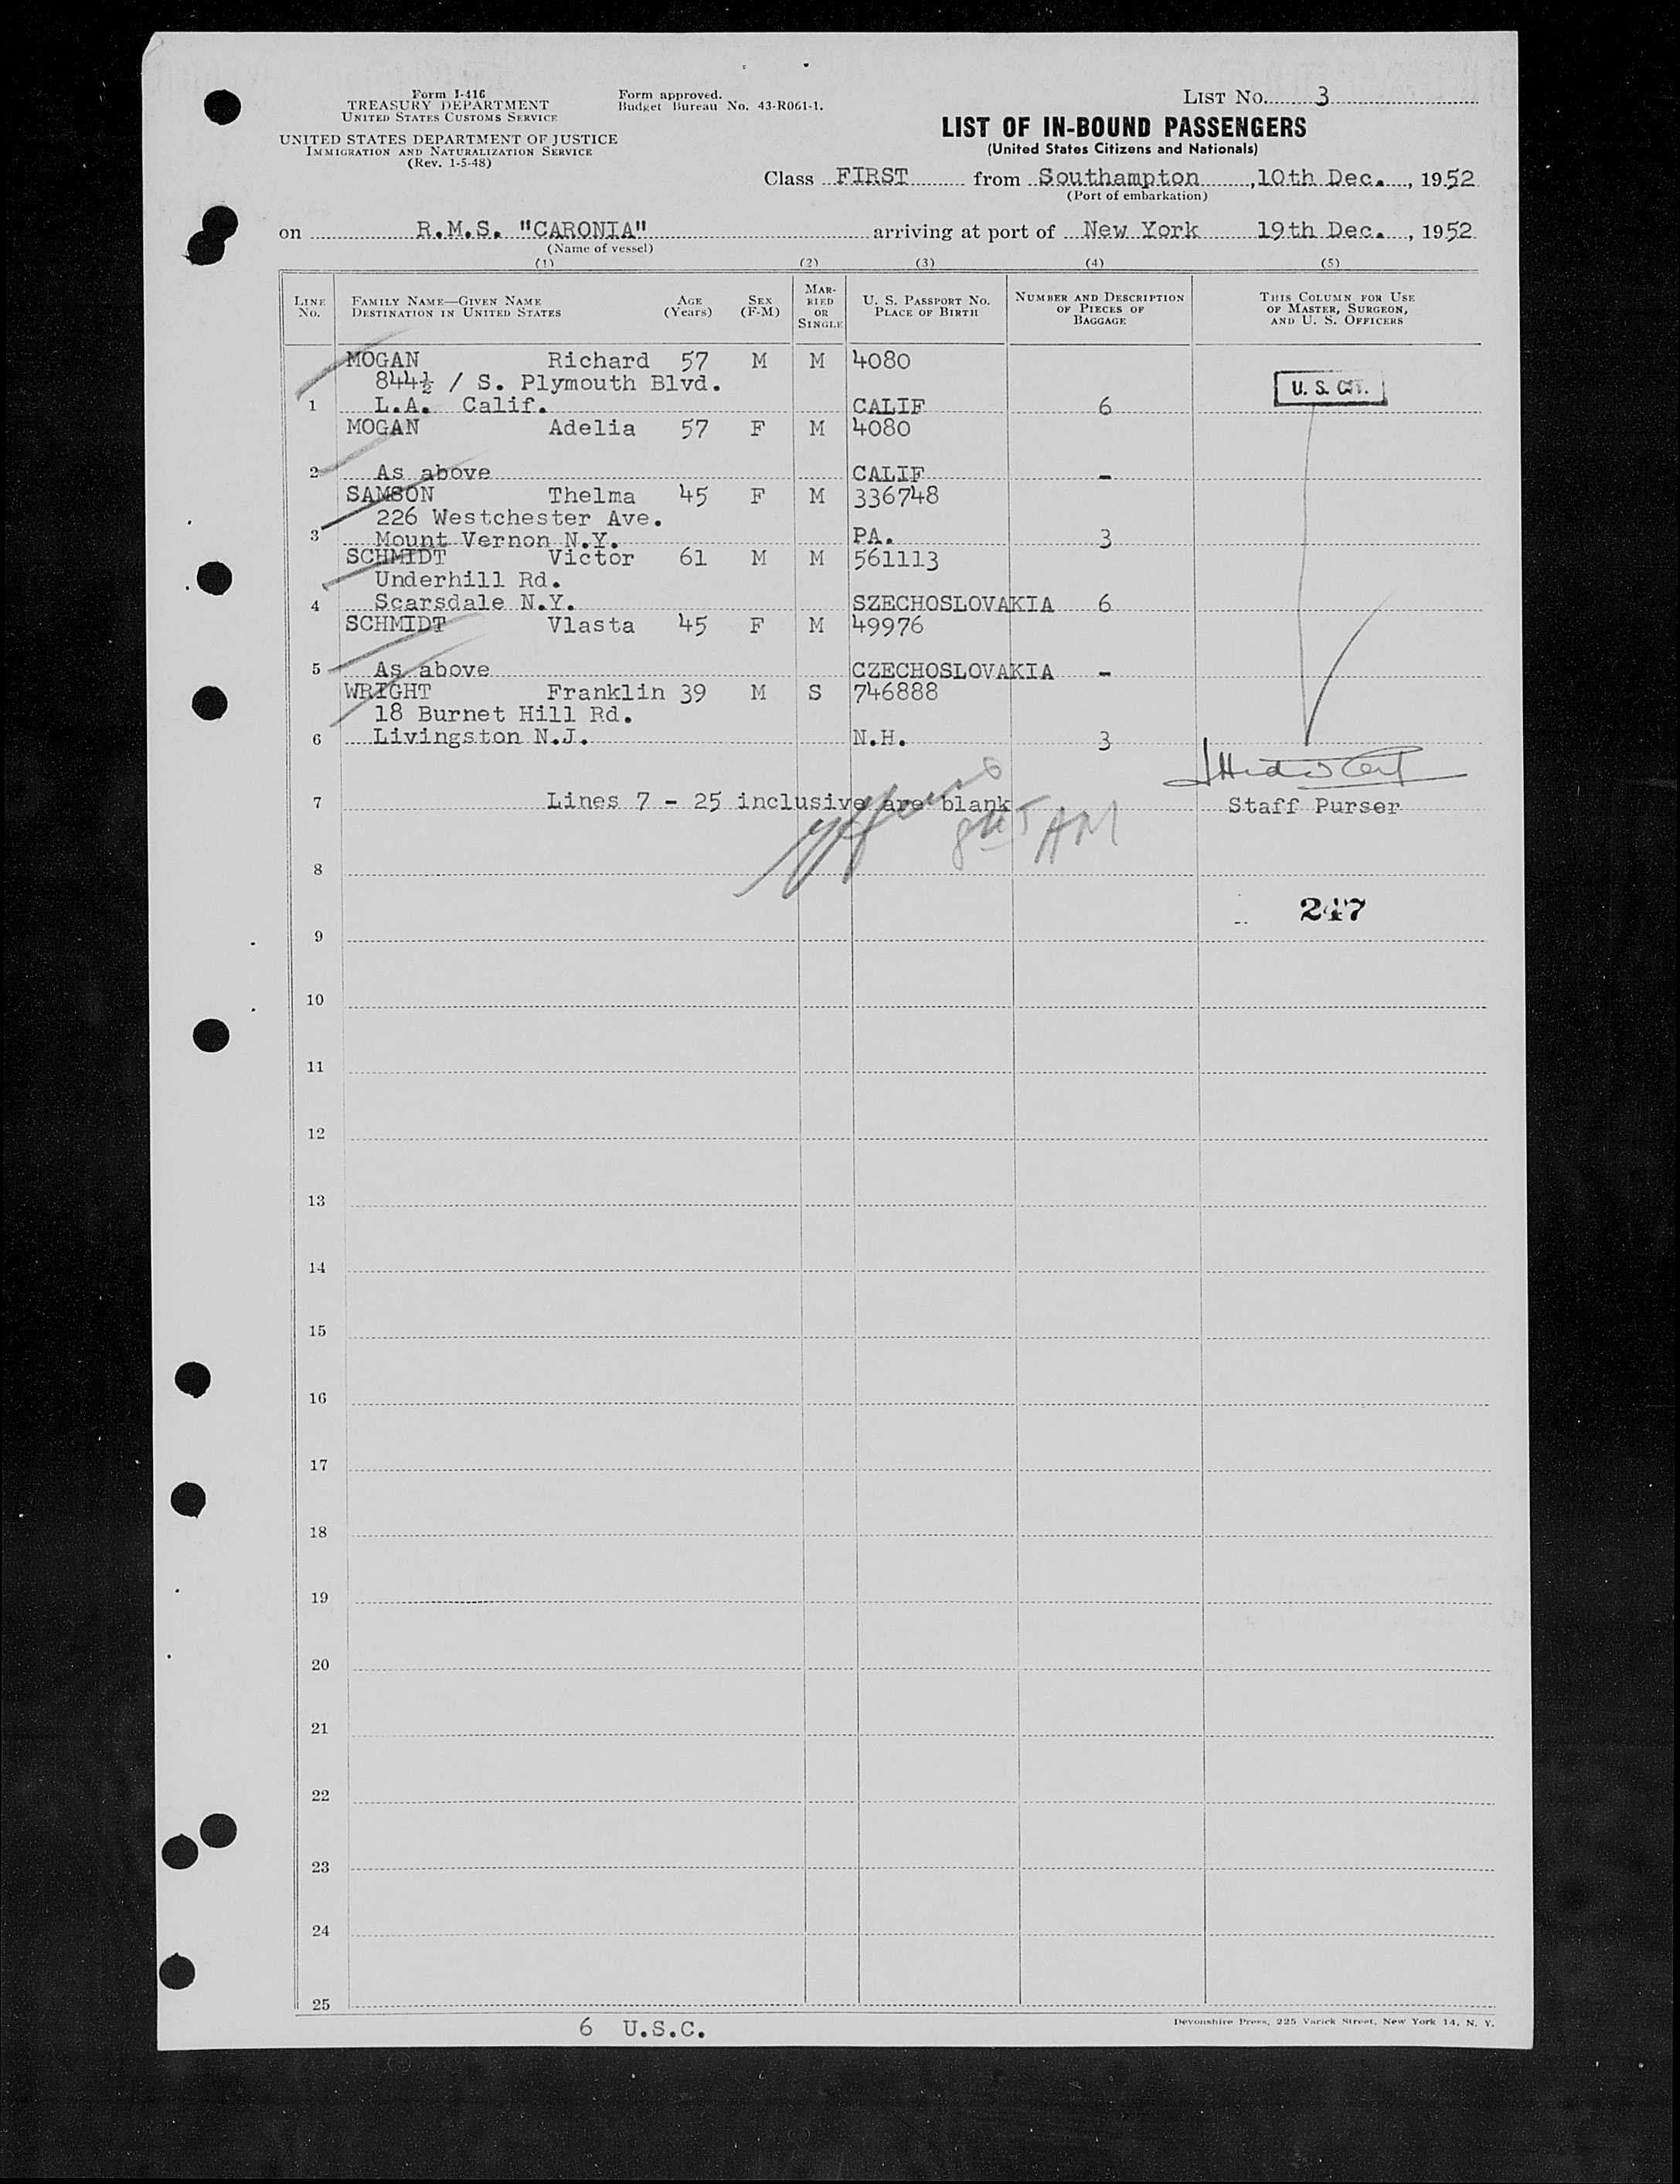 Form I-416
TREASURY DEPARTMENT
UNITED STATES CUSTOMS SERVICE
UNITED STATES DEPARTMENT OF JUSTICE
IMMIGRATION AND NATURALIZATION SERVICE
(Rev. 1-5-48)
Form approved.
Budget Bureau No. 43-R061-1.
LIST NO. 3
LIST OF IN-BOUND PASSENGERS
(United States Citizens and Nationals)
Class FIRST from Southampton, 10th Dec., 1952
(Port of embarkation)
on R.M.S. "CARONIA" arriving at port of New York 19th Dec., 1952
(Name of vessel)
(1) (2) (3) (4) (5)
LINE NO.
FAMILY NAME—GIVEN NAME
DESTINATION IN UNITED STATES
AGE (Years)
SEX (F-M)
MARRIED OR SINGLE
U. S. PASSPORT NO.
PLACE OF BIRTH
NUMBER AND DESCRIPTION OF PIECES OF BAGGAGE
THIS COLUMN FOR USE OF MASTER, SURGEON, AND U. S. OFFICERS
MOGAN Richard 57 M M 4080
844½ / S. Plymouth Blvd.
U. S. CIT.
1 L.A. Calif. CALIF 6
MOGAN Adelia 57 F M 4080
2 As above CALIF -
SAMSON Thelma 45 F M 336748
226 Westchester Ave.
3 Mount Vernon N.Y. PA. 3
SCHMIDT Victor 61 M M 561113
Underhill Rd.
4 Scarsdale N.Y. SZECHOSLOVAKIA 6
SCHMIDT Vlasta 45 F M 49976
5 As above CZECHOSLOVAKIA -
WRIGHT Franklin 39 M S 746888
18 Burnet Hill Rd.
6 Livingston N.J. N.H. 3
7 Lines 7 - 25 inclusive are blank Staff Purser
AM
8
247
9
10
11
12
13
14
15
16
17
18
19
20
21
22
23
24
25
6 U.S.C.
Devonshire Press, 225 Varick Street, New York 14, N. Y.